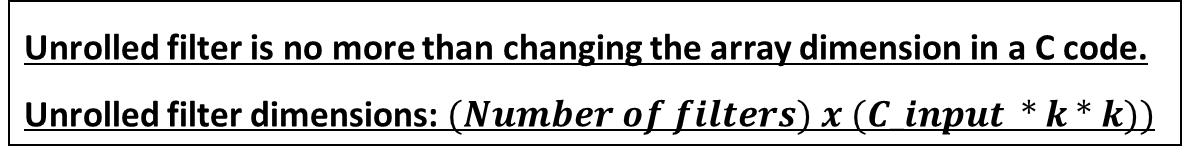 Unrolled filter is no more than changing the array dimension in a C code.
Unrolled filter dimensions: (Number of filters) x (C_input * k * k))